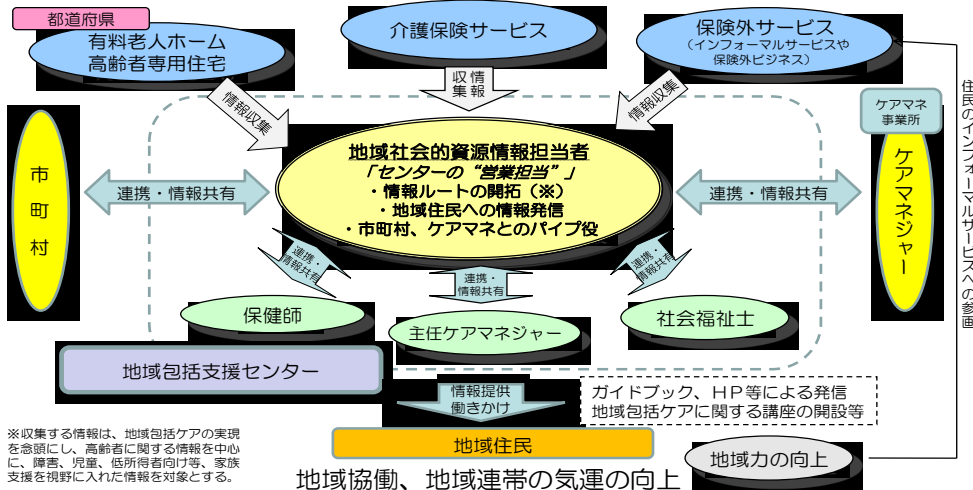 都道府県
有料老人ホーム
高齢者専用住宅
介護保険サービス
保険外サービス
(インフォーマルサービスや
保険外ビジネス)
情報収集
情報収集
情報収集
市町村
連携・情報共有
地域社会的資源情報担当者
「センターの“営業担当”」
・情報ルートの開拓(※)
・地域住民への情報発信
・市町村、ケアマネとのパイプ役
連携・情報共有
ケアマネ
事業所
ケアマネジャー
住民のインフォーマルサービスへの参画
連携・
情報共有
連携・
情報共有
連携・
情報共有
保健師
主任ケアマネジャー
社会福祉士
地域包括支援センター
情報提供
働きかけ
ガイドブック、HP等による発信
地域包括ケアに関する講座の開設等
地域住民
地域力の向上
地域協働、地域連帯の気運の向上
※収集する情報は、地域包括ケアの実現
を念頭にし、高齢者に関する情報を中心
に、障害、児童、低所得者向け等、家族
支援を視野に入れた情報を対象とする。